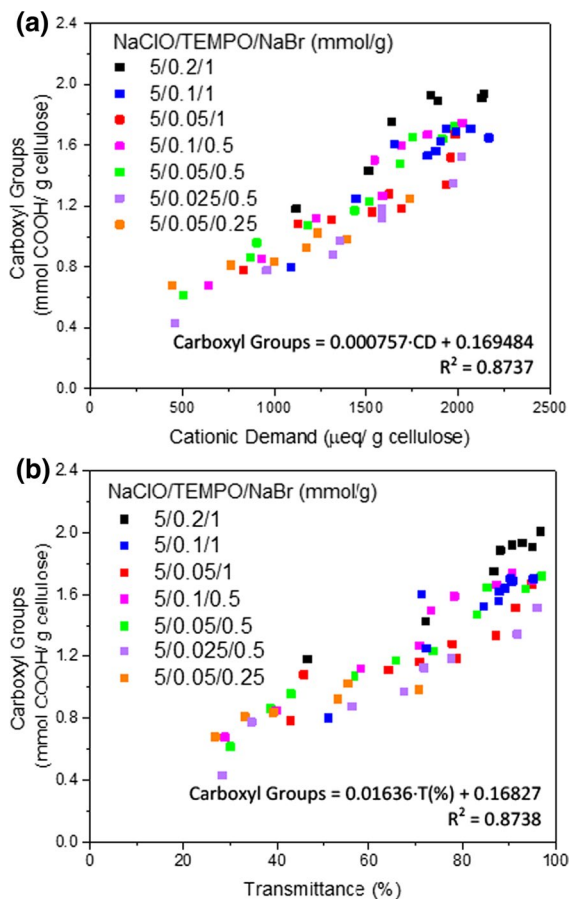 (a)
NaClO/TEMPO/NaBr (mmol/g)
5/0.2/1
5/0.1/1
5/0.05/1
5/0.1/0.5
5/0.05/0.5
5/0.025/0.5
5/0.05/0.25
Carboxyl Groups
(mmol COOH/ g cellulose)
2.4
2.0
1.6
1.2
0.8
0.4
0.0
Carboxyl Groups = 0.000757·CD + 0.169484
R² = 0.8737
0 500 1000 1500 2000 2500
Cationic Demand (µeq/ g cellulose)
(b)
NaClO/TEMPO/NaBr (mmol/g)
5/0.2/1
5/0.1/1
5/0.05/1
5/0.1/0.5
5/0.05/0.5
5/0.025/0.5
5/0.05/0.25
Carboxyl Groups
(mmol COOH/ g cellulose)
2.4
2.0
1.6
1.2
0.8
0.4
0.0
Carboxyl Groups = 0.01636·T(%) + 0.16827
R² = 0.8738
0 20 40 60 80 100
Transmittance (%)